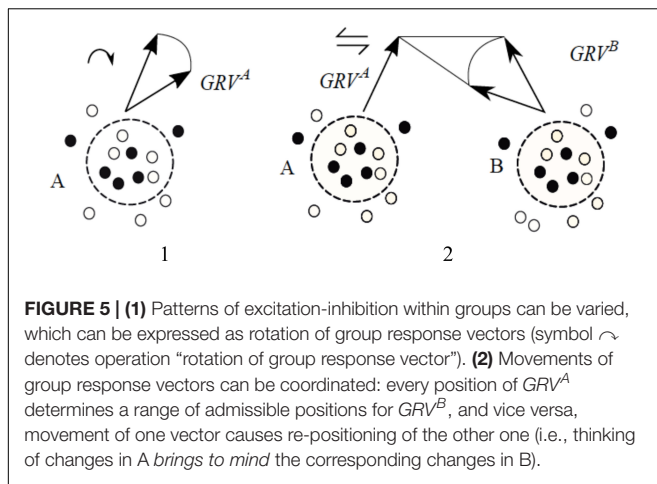 GRV^A
A
1
⇌
GRV^A
GRV^B
A
B
2
FIGURE 5 | (1) Patterns of excitation-inhibition within groups can be varied,
which can be expressed as rotation of group response vectors (symbol ↷
denotes operation “rotation of group response vector”). (2) Movements of
group response vectors can be coordinated: every position of GRV^A
determines a range of admissible positions for GRV^B, and vice versa,
movement of one vector causes re-positioning of the other one (i.e., thinking
of changes in A brings to mind the corresponding changes in B).